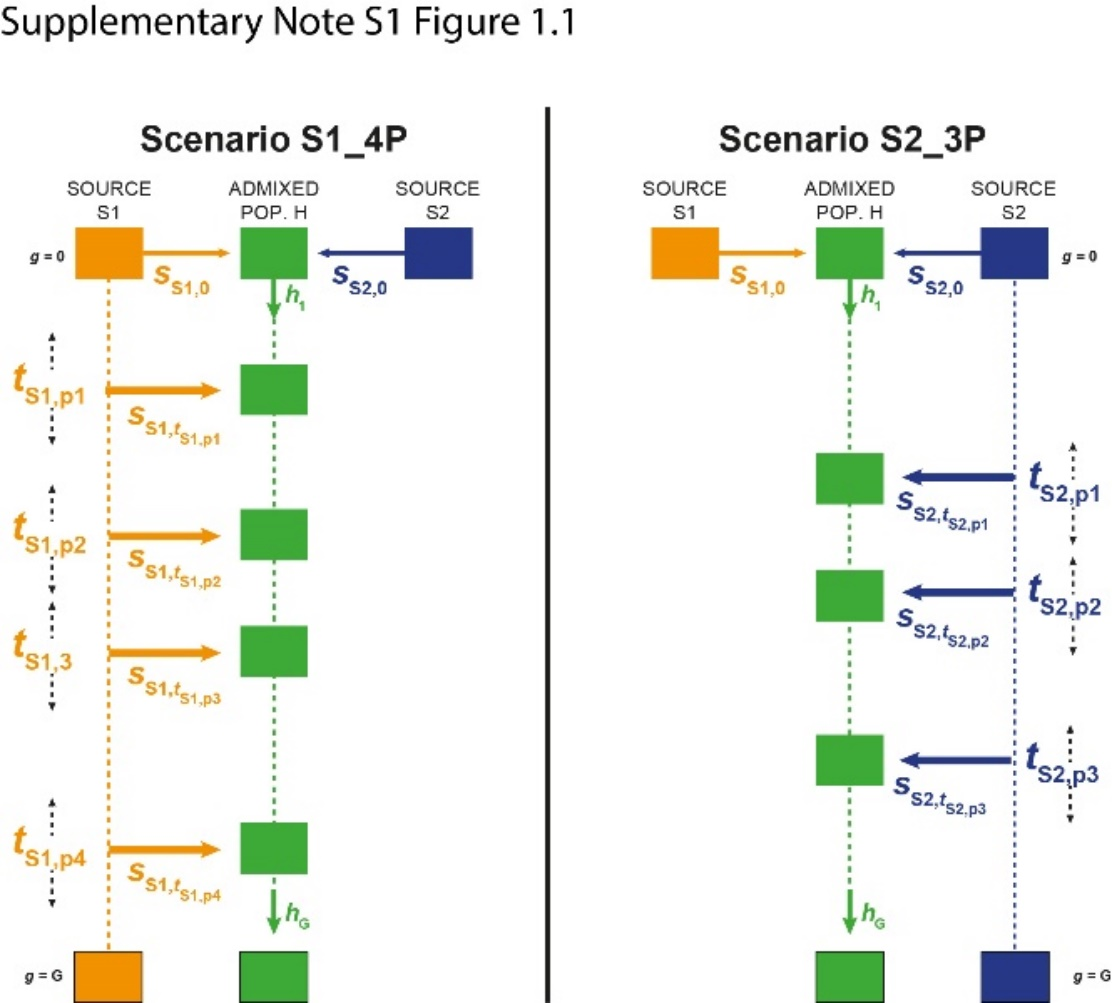 Supplementary Note S1 Figure 1.1
Scenario S1_4P
SOURCE
S1
ADMIXED
POP. H
SOURCE
S2
g = 0
sS1,0
sS2,0
h1
tS1,p1
sS1,tS1,p1
tS1,p2
sS1,tS1,p2
tS1,3
sS1,tS1,p3
tS1,p4
sS1,tS1,p4
hG
g = G
Scenario S2_3P
SOURCE
S1
ADMIXED
POP. H
SOURCE
S2
sS1,0
sS2,0
g = 0
h1
tS2,p1
sS2,tS2,p1
tS2,p2
sS2,tS2,p2
tS2,p3
sS2,tS2,p3
hG
g = G